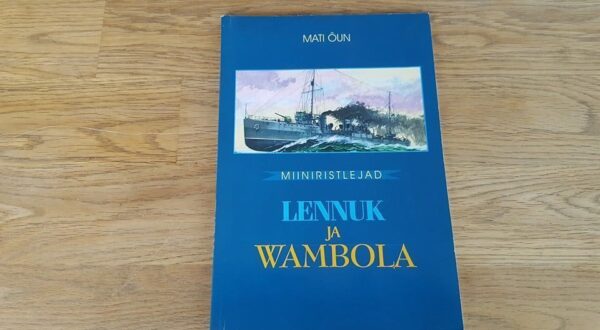 MATI ÕUN
MIINIRISTLEJAD
LENNUK
JA
WAMBOLA